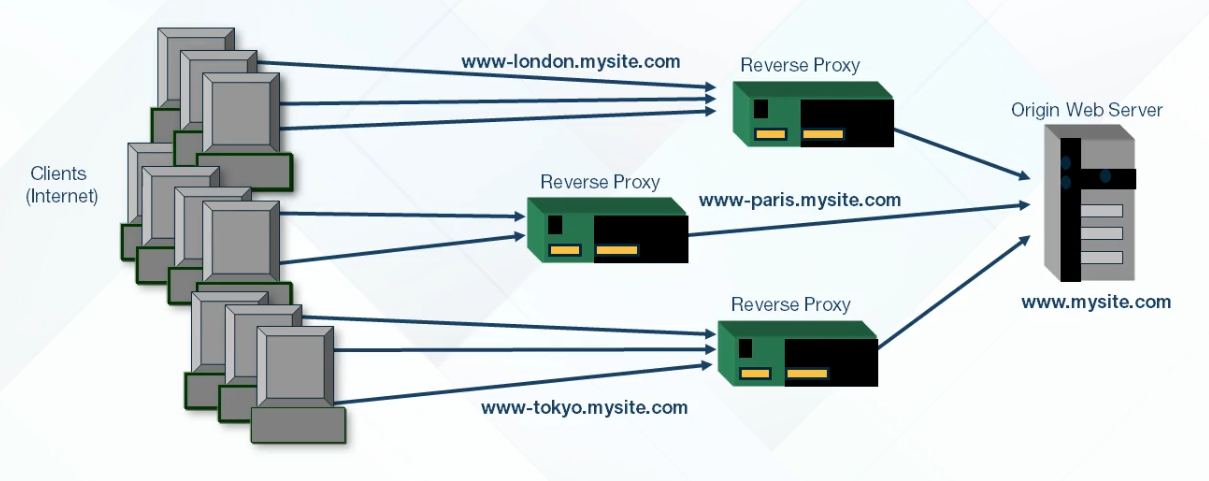 www-london.mysite.com
Reverse Proxy
Origin Web Server
Clients
(Internet)
Reverse Proxy
www-paris.mysite.com
Reverse Proxy
www.mysite.com
www-tokyo.mysite.com